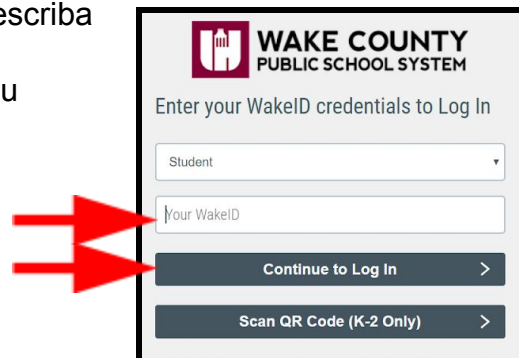 escriba
u
WAKE COUNTY
PUBLIC SCHOOL SYSTEM
Enter your WakeID credentials to Log In
Student
Your WakeID
Continue to Log In >
Scan QR Code (K-2 Only) >